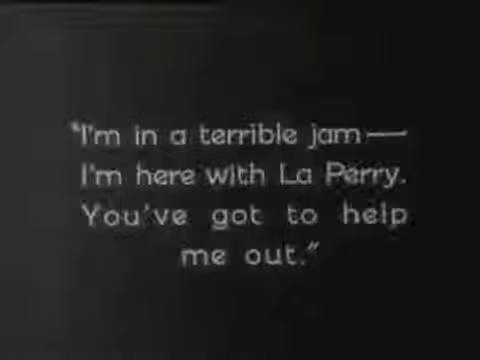 "I'm in a terrible jam—
I'm here with La Perry.
You've got to help
me out."